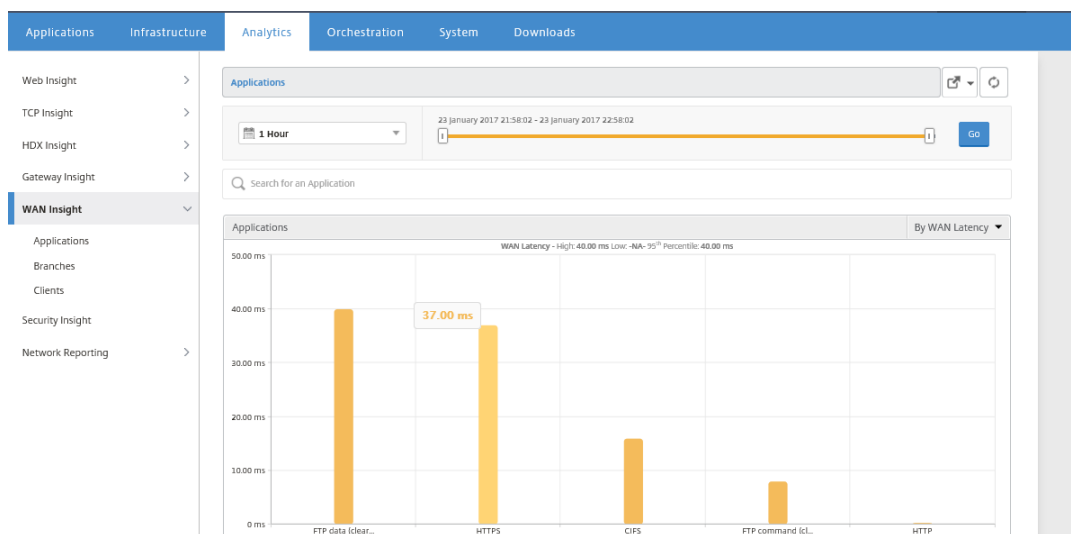 Applications Infrastructure Analytics Orchestration System Downloads
Web Insight
TCP Insight
HDX Insight
Gateway Insight
WAN Insight
Applications
Branches
Clients
Security Insight
Network Reporting
Applications
1 Hour
23 January 2017 21:58:02 - 23 January 2017 22:58:02
Go
Search for an Application
Applications By WAN Latency
WAN Latency - High: 40.00 ms Low: -NA- 95th Percentile: 40.00 ms
50.00 ms
40.00 ms
37.00 ms
30.00 ms
20.00 ms
10.00 ms
0 ms
FTP data (clear... HTTPS CIFS FTP command (cl... HTTP